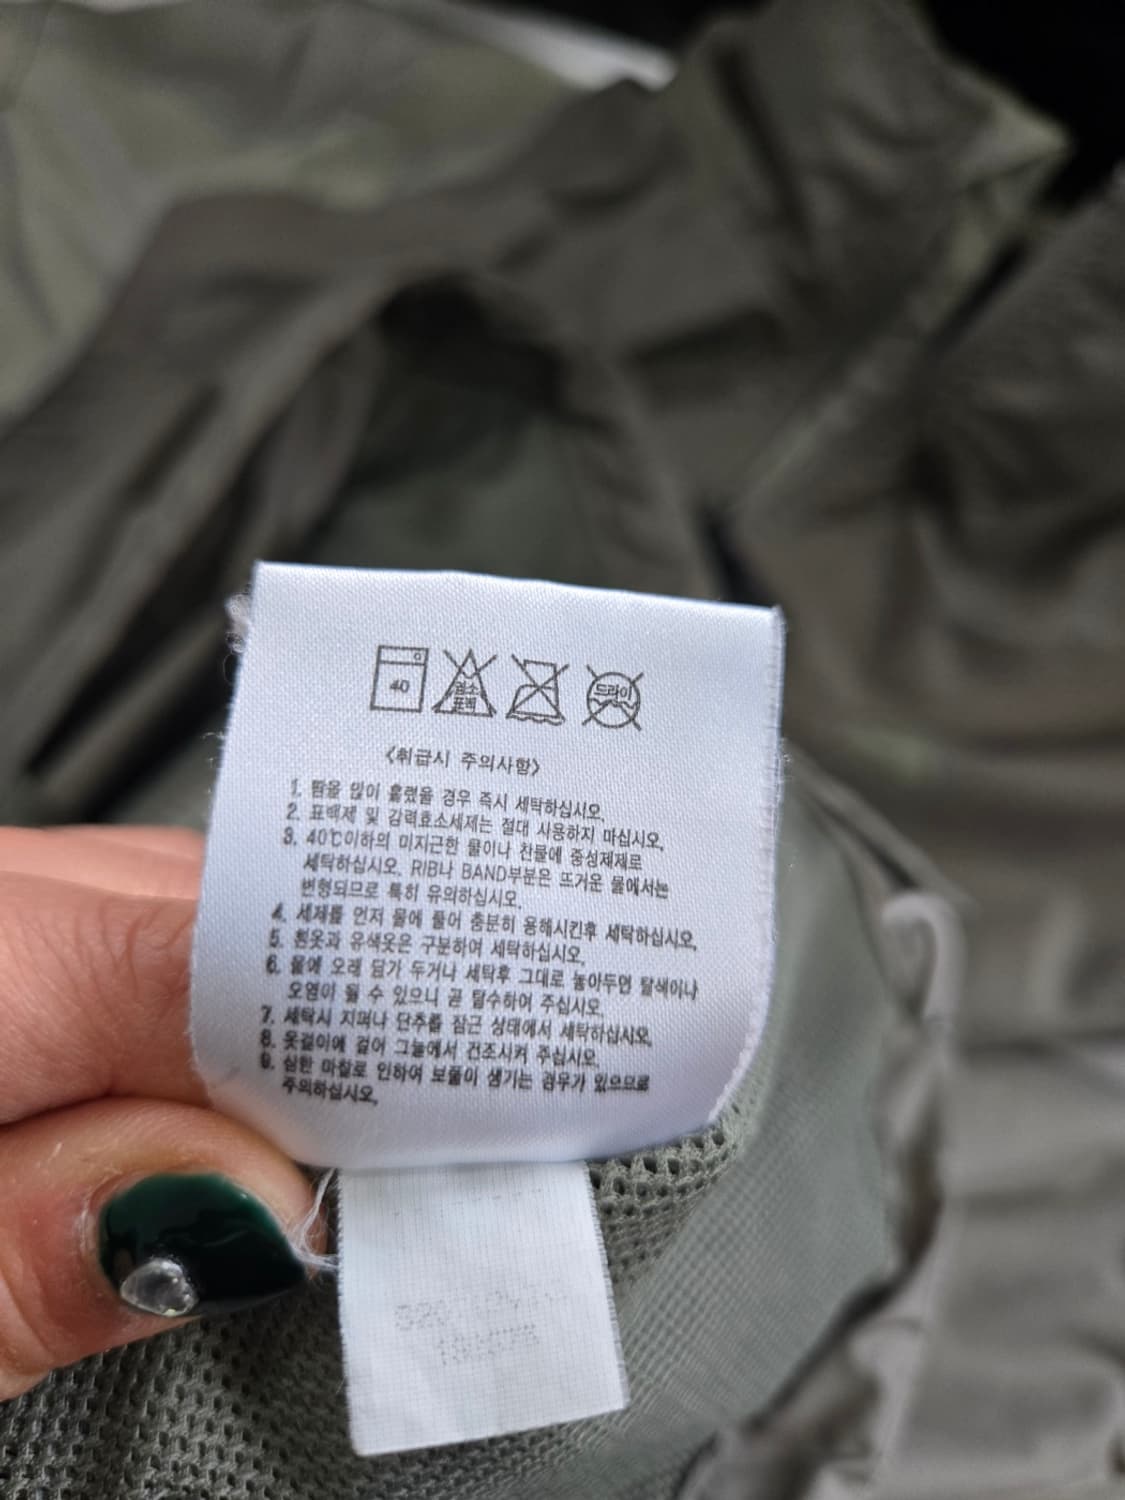 40
염소
표백
드라이
<취급시 주의사항>
1. 땀을 많이 흘렸을 경우 즉시 세탁하십시오.
2. 표백제 및 강력효소세제는 절대 사용하지 마십시오.
3. 40℃이하의 미지근한 물이나 찬물에 중성제제로
세탁하십시오. RIB나 BAND부분은 뜨거운 물에서는
변형되므로 특히 유의하십시오.
4. 세제를 먼저 물에 풀어 충분히 용해시킨후 세탁하십시오.
5. 흰옷과 유색옷은 구분하여 세탁하십시오.
6. 물에 오래 담가 두거나 세탁후 그대로 놓아두면 탈색이나
오염이 될 수 있으니 곧 탈수하여 주십시오.
7. 세탁시 지퍼나 단추를 잠근 상태에서 세탁하십시오.
8. 옷걸이에 걸어 그늘에서 건조시켜 주십시오.
9. 심한 마찰로 인하여 보풀이 생기는 경우가 있으므로
주의하십시오.